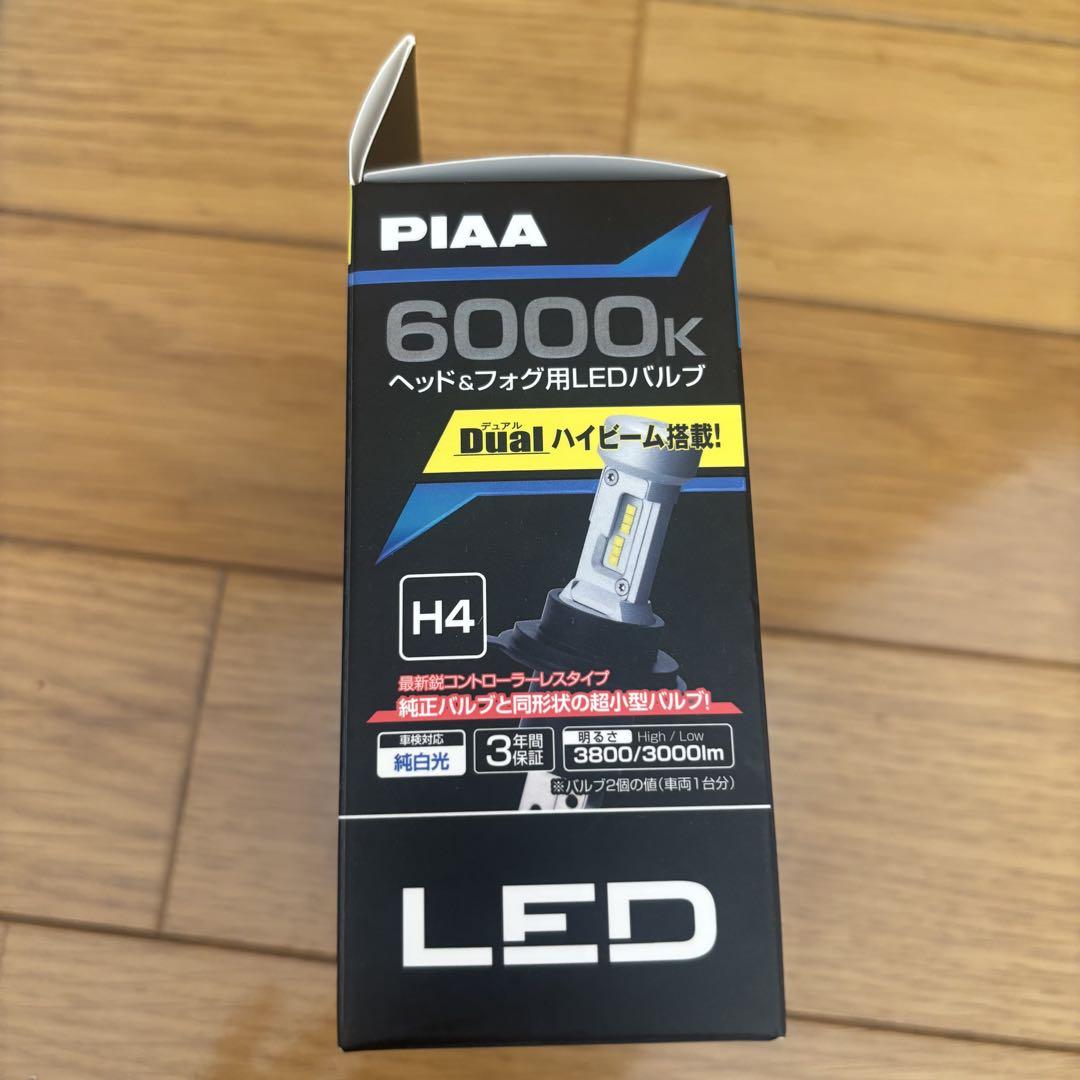 PIAA
6000K
ヘッド&フォグ用LEDバルブ
デュアル
Dual ハイビーム搭載!
H4
最新鋭コントローラーレスタイプ
純正バルブと同形状の超小型バルブ!
車検対応
純白光
3年間保証
明るさ High / Low
3800/3000lm
※バルブ2個の値(車両1台分)
LED